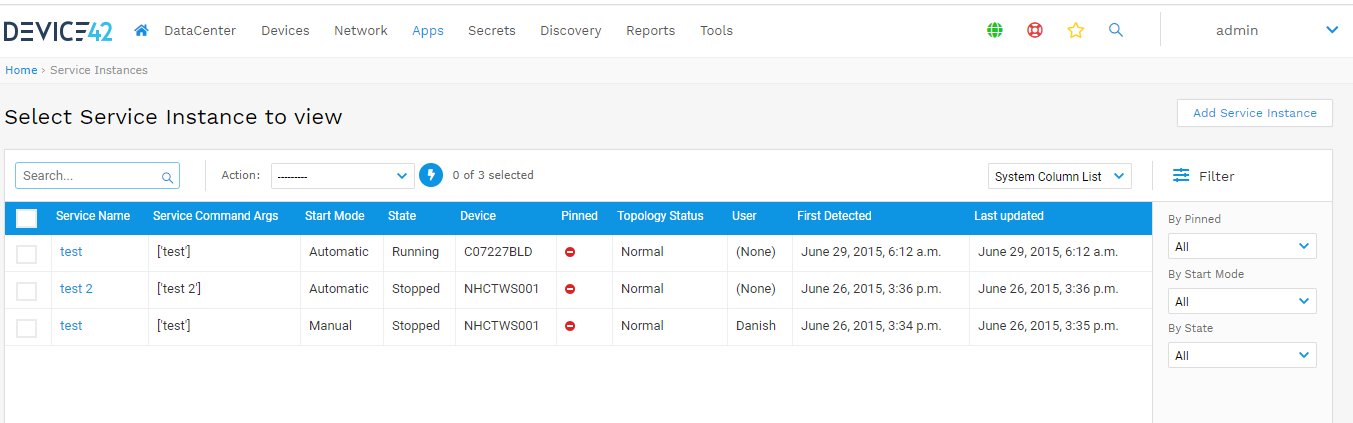 DEVICE42 DataCenter Devices Network Apps Secrets Discovery Reports Tools admin
Home › Service Instances
Select Service Instance to view Add Service Instance
Search... Action: --------- 0 of 3 selected System Column List Filter
Service Name Service Command Args Start Mode State Device Pinned Topology Status User First Detected Last updated
By Pinned
test ['test'] Automatic Running C07227BLD Normal (None) June 29, 2015, 6:12 a.m. June 29, 2015, 6:12 a.m.
All
By Start Mode
test 2 ['test 2'] Automatic Stopped NHCTWS001 Normal (None) June 26, 2015, 3:36 p.m. June 26, 2015, 3:36 p.m.
All
test ['test'] Manual Stopped NHCTWS001 Normal Danish June 26, 2015, 3:34 p.m. June 26, 2015, 3:35 p.m.
By State
All